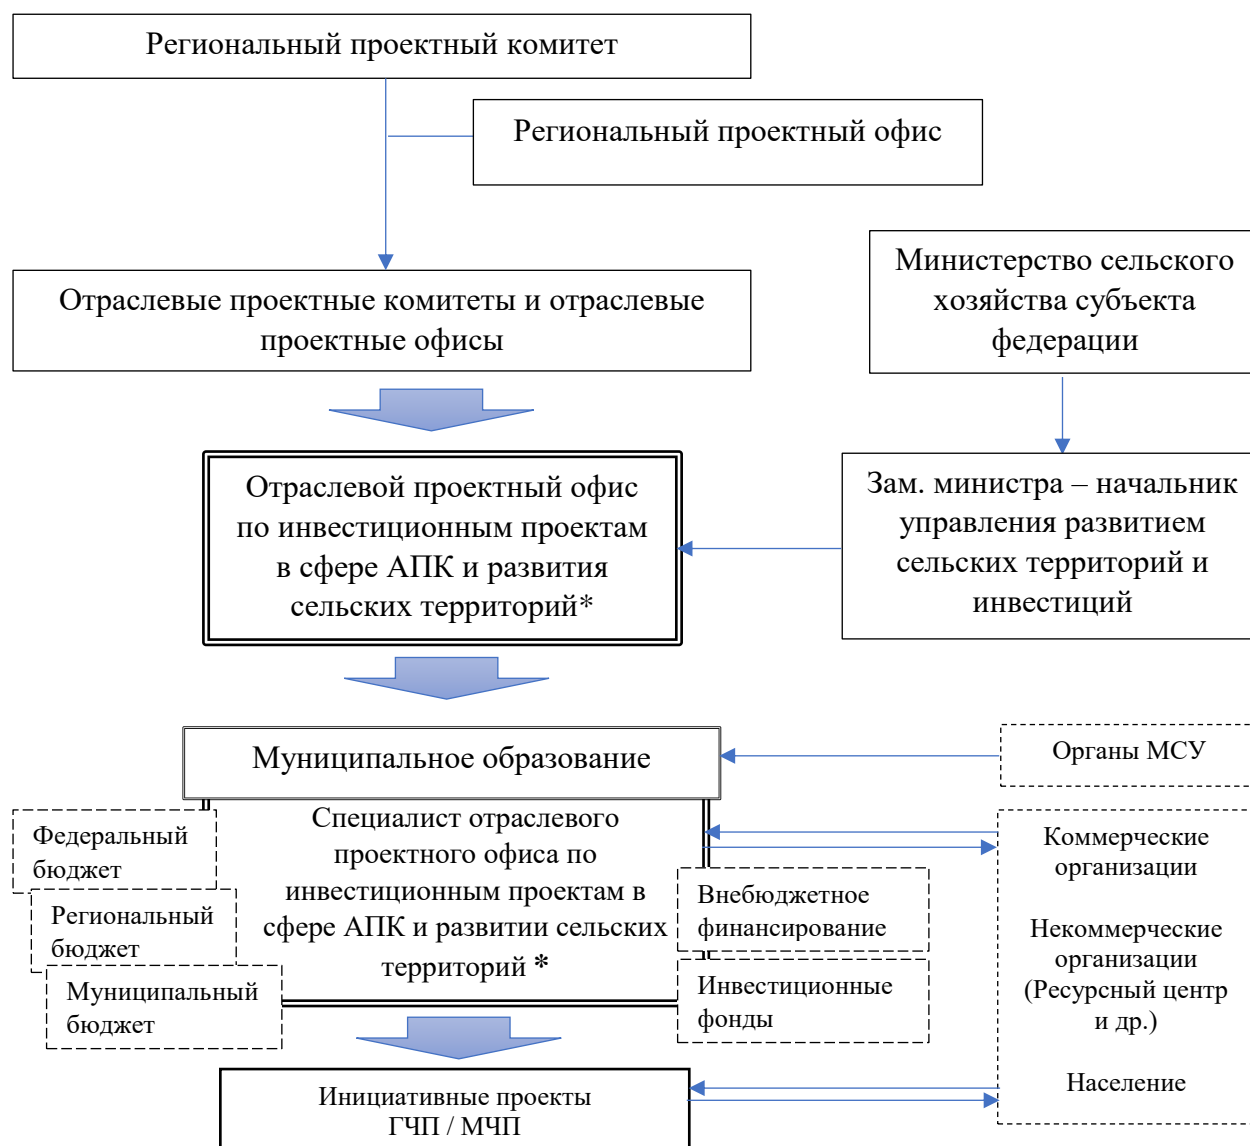 Региональный проектный комитет
Региональный проектный офис
Отраслевые проектные комитеты и отраслевые
проектные офисы
Министерство сельского
хозяйства субъекта
федерации
Отраслевой проектный офис
по инвестиционным проектам
в сфере АПК и развития
сельских территорий*
Зам. министра – начальник
управления развитием
сельских территорий и
инвестиций
Муниципальное образование
Органы МСУ
Специалист отраслевого
проектного офиса по
инвестиционным проектам в
сфере АПК и развитии сельских
территорий *
Федеральный
бюджет
Региональный
бюджет
Муниципальный
бюджет
Внебюджетное
финансирование
Инвестиционные
фонды
Коммерческие
организации
Некоммерческие
организации
(Ресурсный центр
и др.)
Население
Инициативные проекты
ГЧП / МЧП